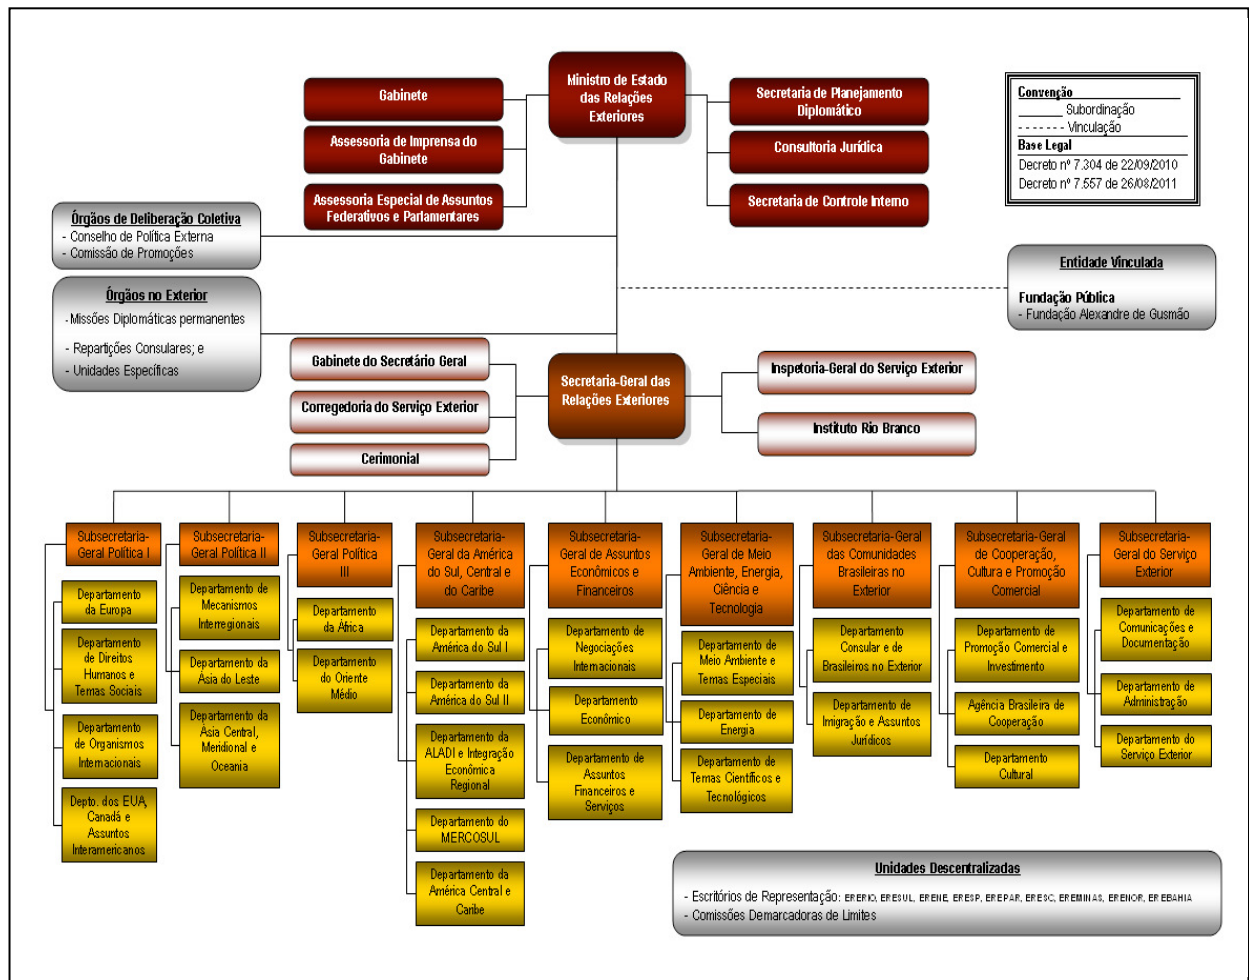 Ministro de Estado
das Relações
Exteriores
Gabinete
Assessoria de Imprensa do
Gabinete
Assessoria Especial de Assuntos
Federativos e Parlamentares
Secretaria de Planejamento
Diplomático
Consultoria Jurídica
Secretaria de Controle Interno
Convenção
Subordinação
Vinculação
Base Legal
Decreto nº 7.304 de 22/09/2010
Decreto nº 7.557 de 26/08/2011
Órgãos de Deliberação Coletiva
- Conselho de Política Externa
- Comissão de Promoções
Órgãos no Exterior
- Missões Diplomáticas permanentes
- Repartições Consulares; e
- Unidades Específicas
Entidade Vinculada
Fundação Pública
- Fundação Alexandre de Gusmão
Secretaria-Geral das
Relações Exteriores
Gabinete do Secretário Geral
Corregedoria do Serviço Exterior
Cerimonial
Inspetoria-Geral do Serviço Exterior
Instituto Rio Branco
Subsecretaria-
Geral Política I
Departamento
da Europa
Departamento
de Direitos
Humanos e
Temas Sociais
Departamento
de Organismos
Internacionais
Depto. dos EUA,
Canadá e
Assuntos
Interamericanos
Subsecretaria-
Geral Política II
Departamento
de Mecanismos
Interregionais
Departamento da
Ásia do Leste
Departamento da
Ásia Central,
Meridional e
Oceania
Subsecretaria-
Geral Política
III
Departamento
da África
Departamento
do Oriente
Médio
Subsecretaria-
Geral da América
do Sul, Central e
do Caribe
Departamento da
América do Sul I
Departamento da
América do Sul II
Departamento da
ALADI e Integração
Econômica
Regional
Departamento do
MERCOSUL
Departamento da
América Central e
Caribe
Subsecretaria-
Geral de Assuntos
Econômicos e
Financeiros
Departamento de
Negociações
Internacionais
Departamento
Econômico
Departamento
de Assuntos
Financeiros e
Serviços
Subsecretaria-
Geral de Meio
Ambiente, Energia,
Ciência e
Tecnologia
Departamento de
Meio Ambiente e
Temas Especiais
Departamento de
Energia
Departamento de
Temas Científicos e
Tecnológicos
Subsecretaria-Geral
das Comunidades
Brasileiras no
Exterior
Departamento
Consular e de
Brasileiros no Exterior
Departamento de
Imigração e Assuntos
Jurídicos
Subsecretaria-Geral
de Cooperação,
Cultura e Promoção
Comercial
Departamento de
Promoção Comercial e
Investimento
Agência Brasileira de
Cooperação
Departamento
Cultural
Subsecretaria-
Geral do Serviço
Exterior
Departamento de
Comunicações e
Documentação
Departamento de
Administração
Departamento do
Serviço Exterior
Unidades Descentralizadas
- Escritórios de Representação: ERERIO, ERESUL, ERENE, ERESP, EREPAR, ERESC, EREMINAS, ERENOR, EREBAHIA
- Comissões Demarcadoras de Limites